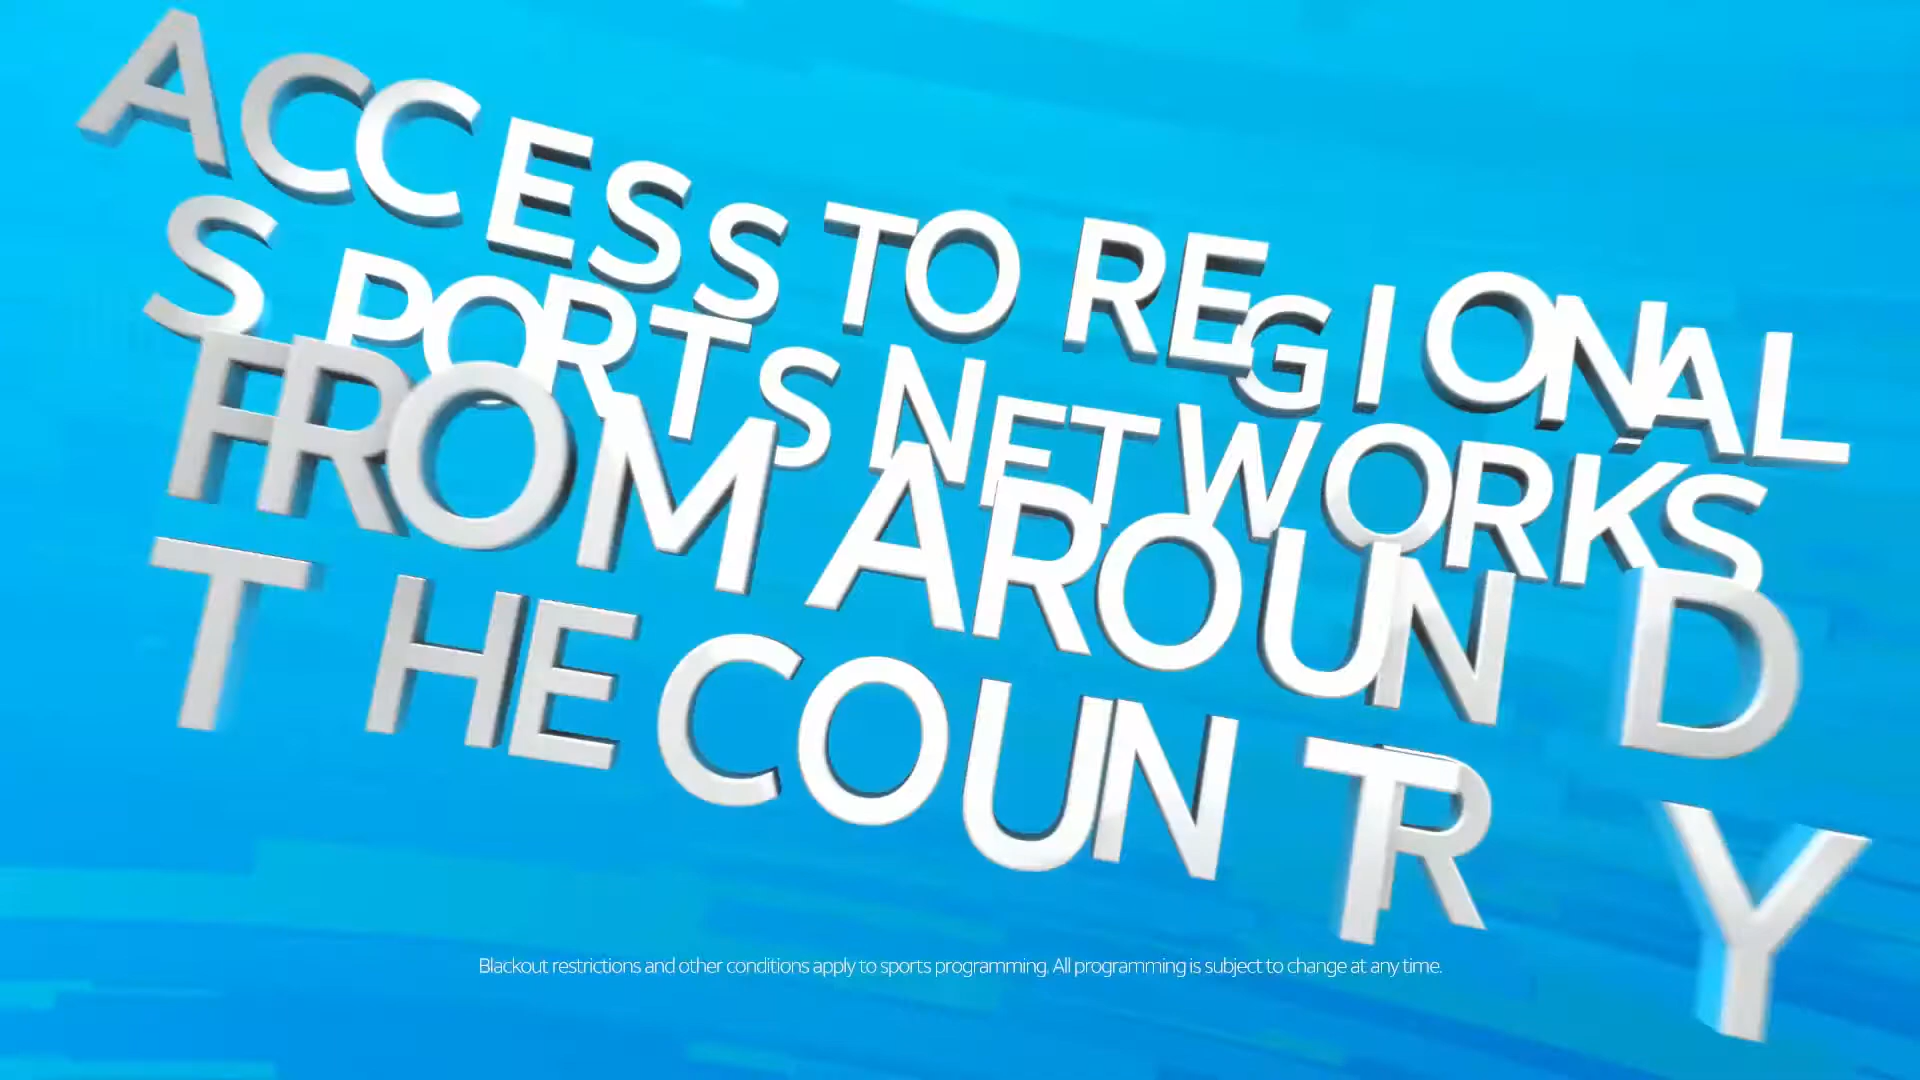 ACCESS TO REGIONAL
SPORTS NETWORKS
FROM AROUND
THE COUNTRY
Blackout restrictions and other conditions apply to sports programming. All programming is subject to change at any time.